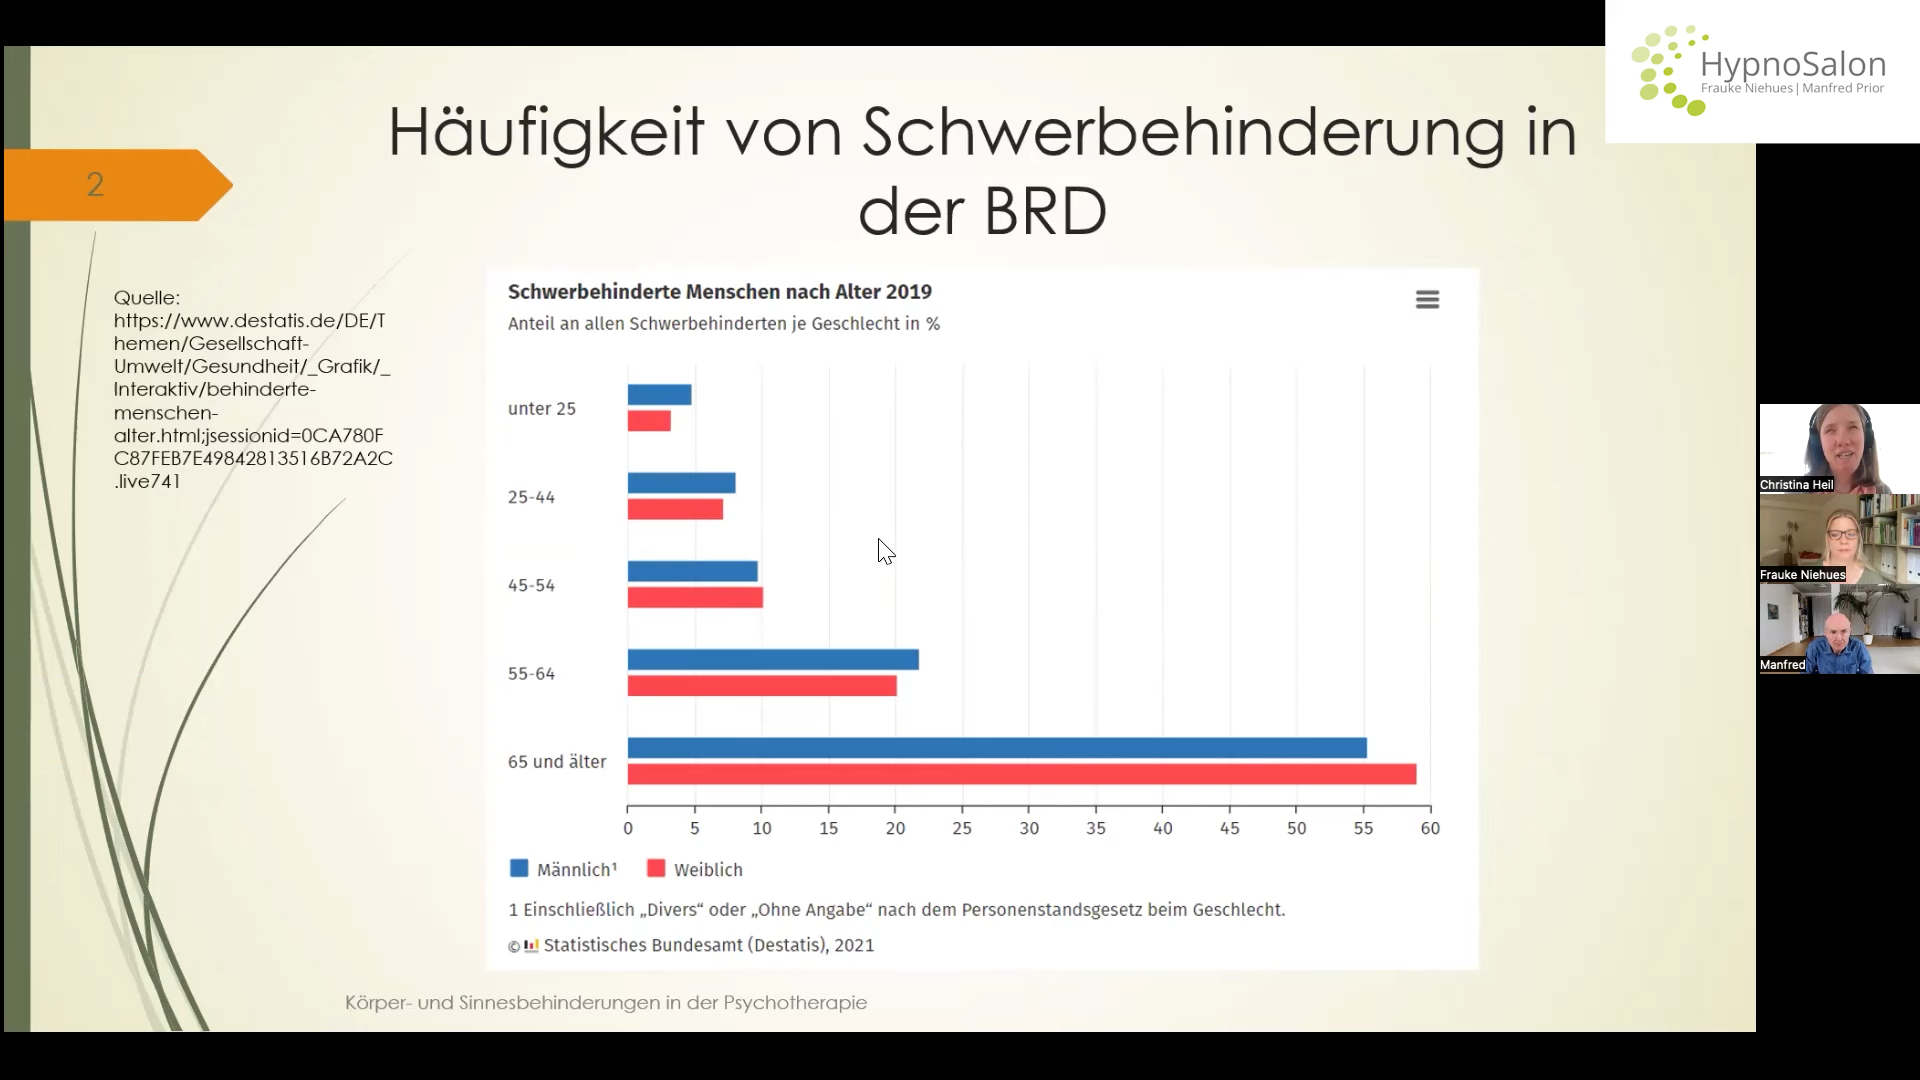 HypnoSalon
Frauke Niehues | Manfred Prior
Häufigkeit von Schwerbehinderung in
der BRD
2
Quelle:
https://www.destatis.de/DE/T
hemen/Gesellschaft-
Umwelt/Gesundheit/_Grafik/_
Interaktiv/behinderte-
menschen-
alter.html;jsessionid=0CA780F
C87FEB7E49842813516B72A2C
.live741
Schwerbehinderte Menschen nach Alter 2019
Anteil an allen Schwerbehinderten je Geschlecht in %
unter 25
25-44
45-54
55-64
65 und älter
0 5 10 15 20 25 30 35 40 45 50 55 60
Männlich¹ Weiblich
1 Einschließlich „Divers“ oder „Ohne Angabe“ nach dem Personenstandsgesetz beim Geschlecht.
© Statistisches Bundesamt (Destatis), 2021
Körper- und Sinnesbehinderungen in der Psychotherapie
Christina Heil
Frauke Niehues
Manfred